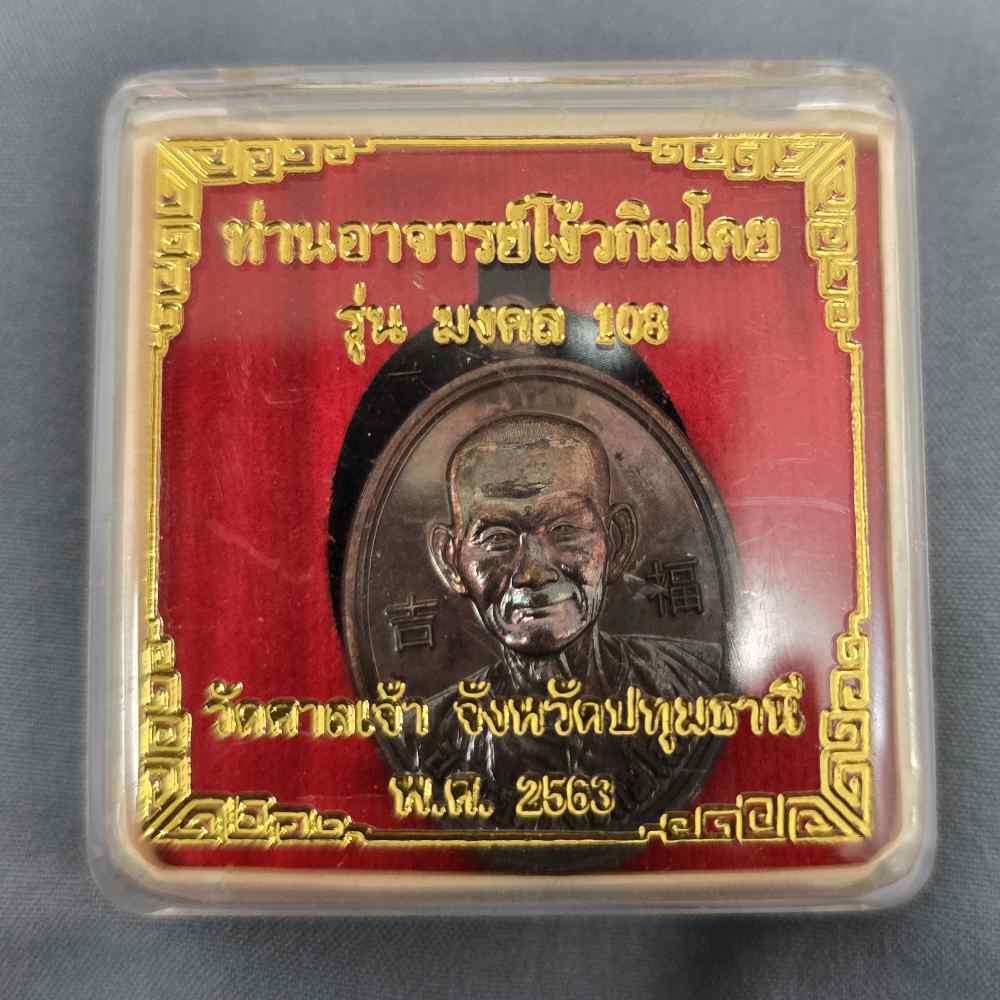 ท่านอาจารย์โง้วกิมโคย
รุ่น มงคล 108
吉 福
วัดศาลเจ้า จังหวัดปทุมธานี
พ.ศ. 2563